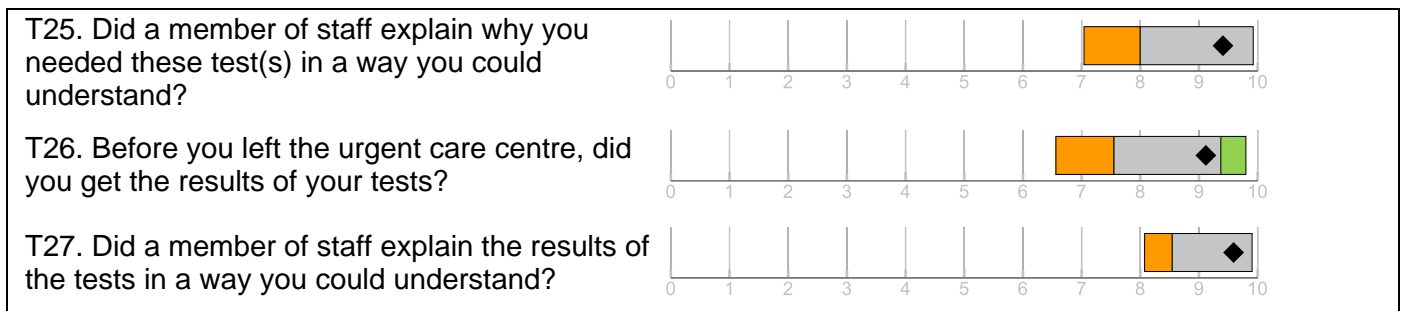 T25. Did a member of staff explain why you
needed these test(s) in a way you could
understand?
0 1 2 3 4 5 6 7 8 9 10
T26. Before you left the urgent care centre, did
you get the results of your tests?
0 1 2 3 4 5 6 7 8 9 10
T27. Did a member of staff explain the results of
the tests in a way you could understand?
0 1 2 3 4 5 6 7 8 9 10